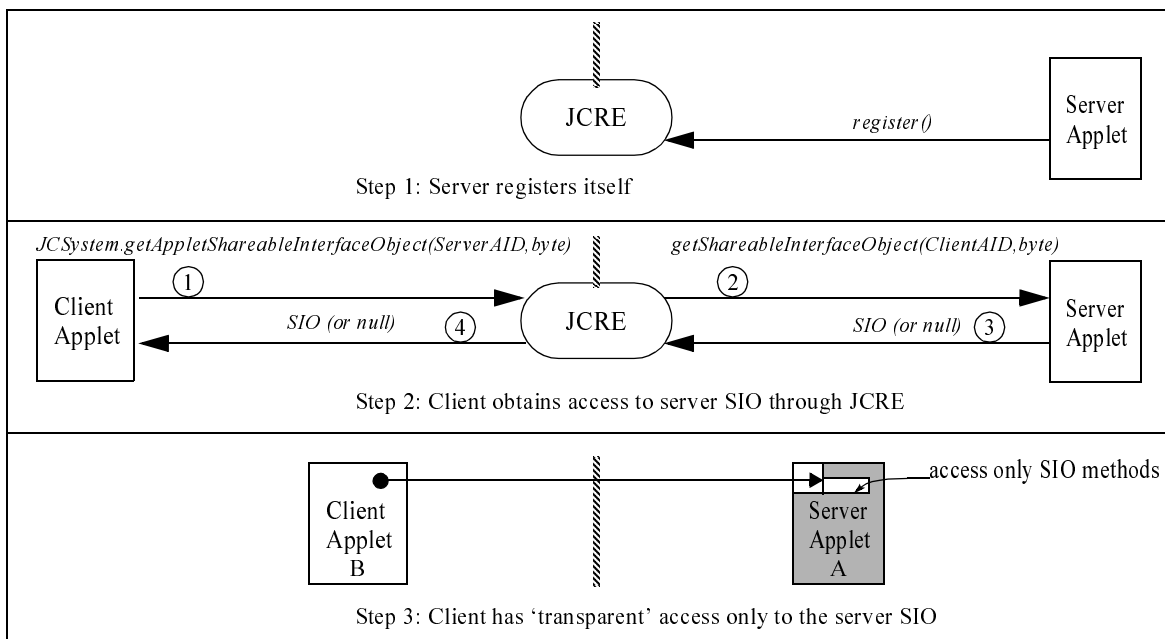 JCRE
register()
Server
Applet
Step 1: Server registers itself
JCSystem.getAppletShareableInterfaceObject(ServerAID,byte)
getShareableInterfaceObject(ClientAID,byte)
1
2
Client
Applet
JCRE
Server
Applet
SIO (or null)
4
SIO (or null)
3
Step 2: Client obtains access to server SIO through JCRE
access only SIO methods
Client
Applet
B
Server
Applet
A
Step 3: Client has ‘transparent’ access only to the server SIO